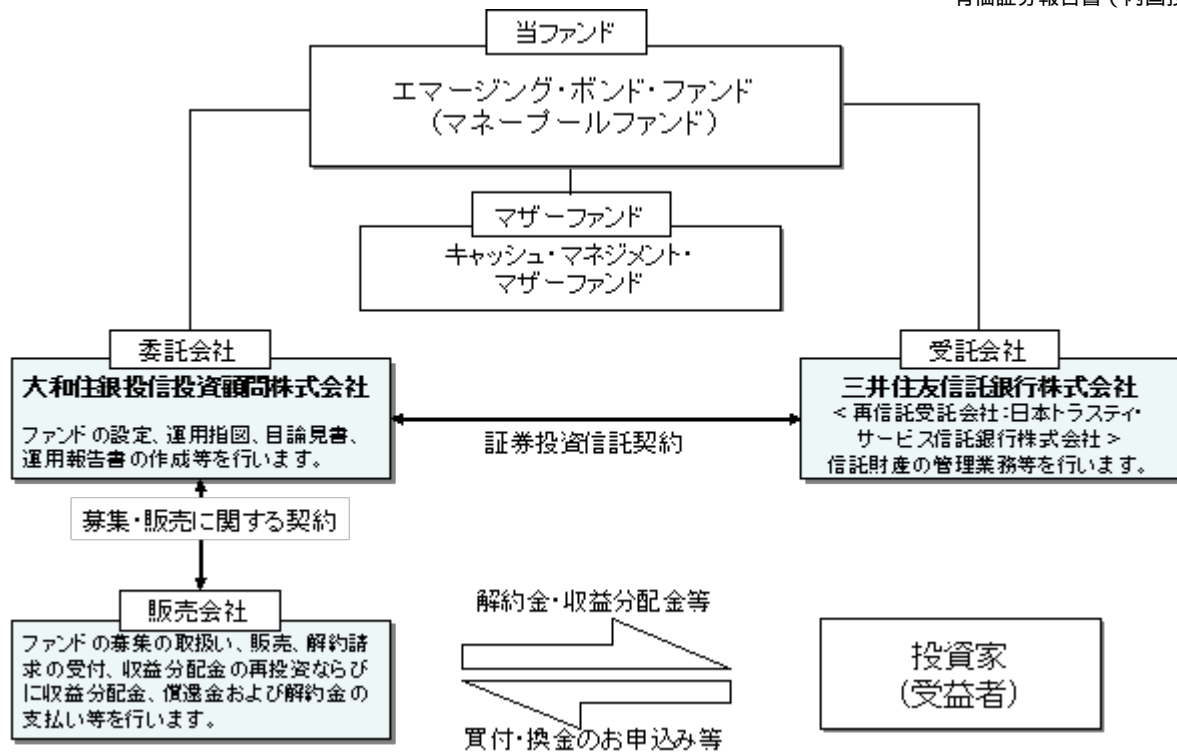 当ファンド
エマージング・ボンド・ファンド
(マネープールファンド)
マザーファンド
キャッシュ・マネジメント・
マザーファンド
委託会社
大和住銀投信投資顧問株式会社
ファンドの設定、運用指図、目論見書、
運用報告書の作成等を行います。
証券投資信託契約
受託会社
三井住友信託銀行株式会社
<再信託受託会社:日本トラスティ・
サービス信託銀行株式会社>
信託財産の管理業務等を行います。
募集・販売に関する契約
販売会社
ファンドの募集の取扱い、販売、解約請
求の受付、収益分配金の再投資ならび
に収益分配金、償還金および解約金の
支払い等を行います。
解約金・収益分配金等
買付・換金のお申込み等
投資家
(受益者)